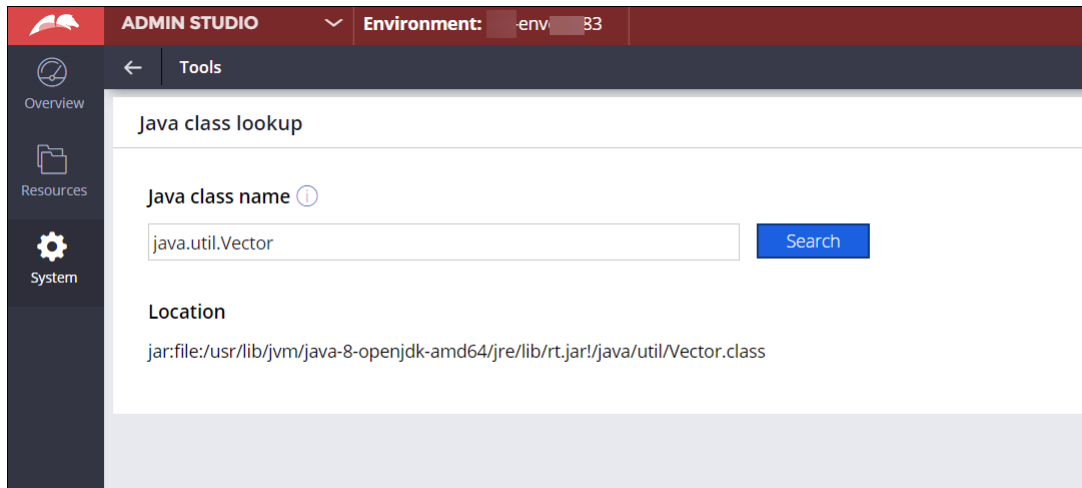 ADMIN STUDIO Environment: -env 83
Overview
Tools
Java class lookup
Resources
Java class name
java.util.Vector Search
System
Location
jar:file:/usr/lib/jvm/java-8-openjdk-amd64/jre/lib/rt.jar!/java/util/Vector.class